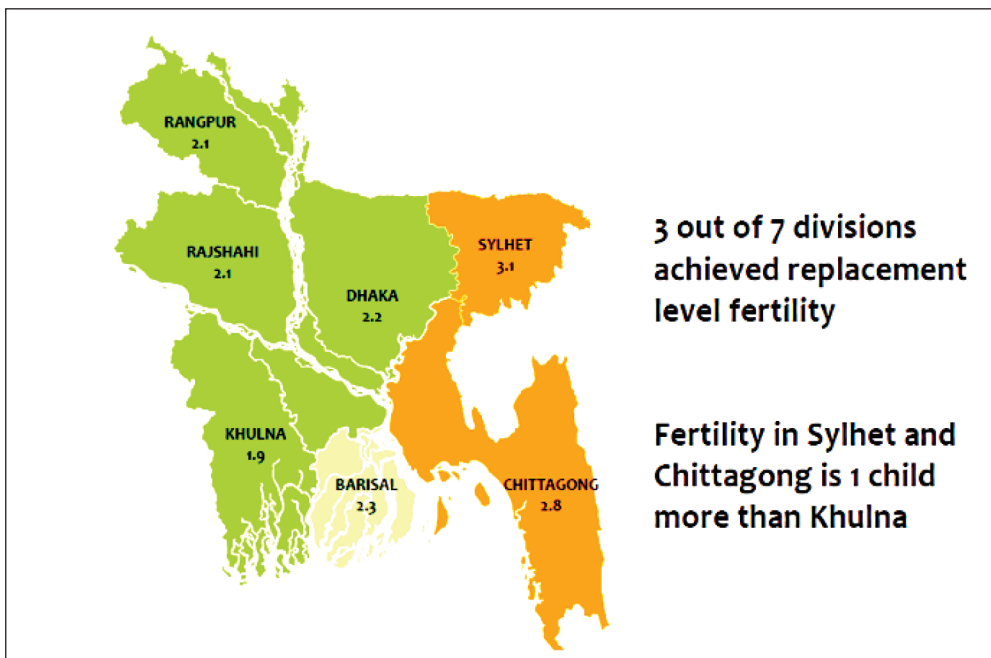 RANGPUR
2.1
RAJSHAHI
2.1
DHAKA
2.2
SYLHET
3.1
KHULNA
1.9
BARISAL
2.3
CHITTAGONG
2.8
3 out of 7 divisions
achieved replacement
level fertility
Fertility in Sylhet and
Chittagong is 1 child
more than Khulna